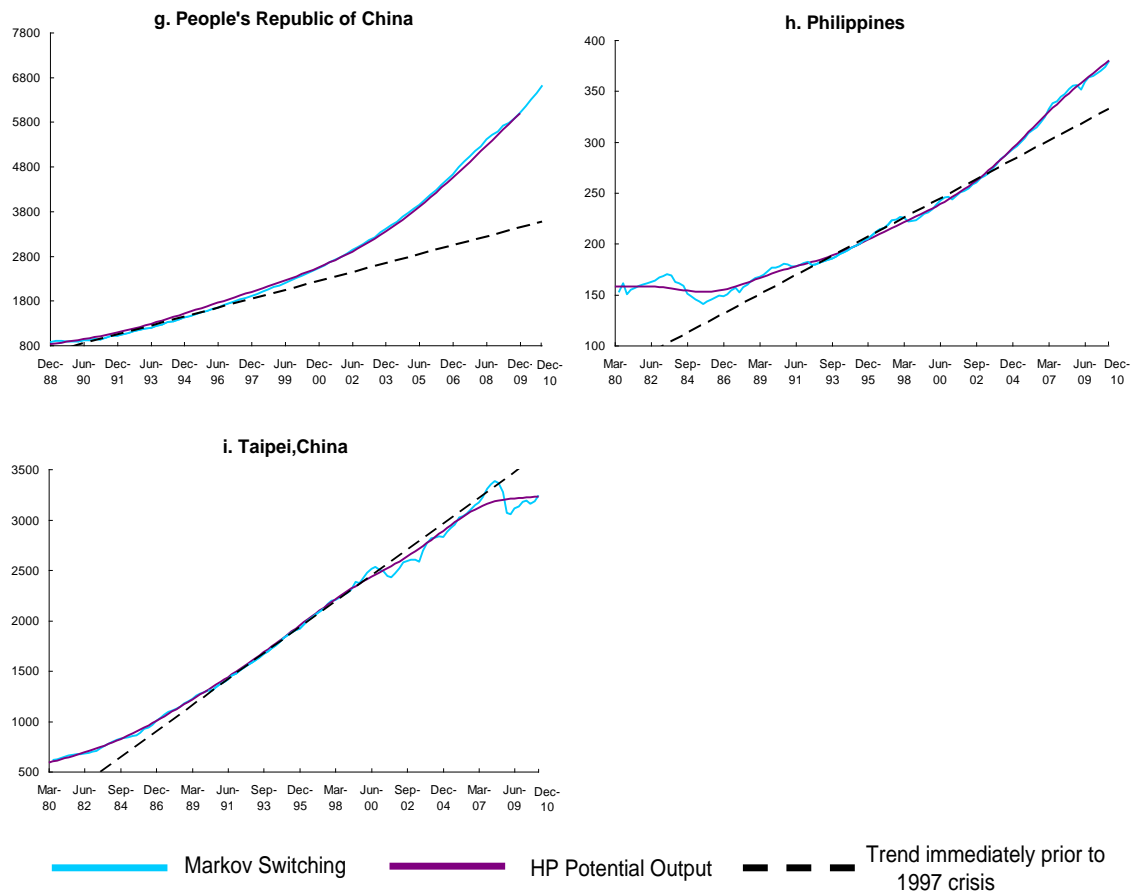 g. People's Republic of China
7800
6800
5800
4800
3800
2800
1800
800
Dec-88 Jun-90 Dec-91 Jun-93 Dec-94 Jun-96 Dec-97 Jun-99 Dec-00 Jun-02 Dec-03 Jun-05 Dec-06 Jun-08 Dec-09 Dec-10
h. Philippines
400
350
300
250
200
150
100
Mar-80 Jun-82 Sep-84 Dec-86 Mar-89 Jun-91 Sep-93 Dec-95 Mar-98 Jun-00 Sep-02 Dec-04 Mar-07 Jun-09 Dec-10
i. Taipei,China
3500
3000
2500
2000
1500
1000
500
Mar-80 Jun-82 Sep-84 Dec-86 Mar-89 Jun-91 Sep-93 Dec-95 Mar-98 Jun-00 Sep-02 Dec-04 Mar-07 Jun-09 Dec-10
Markov Switching
HP Potential Output
Trend immediately prior to
1997 crisis